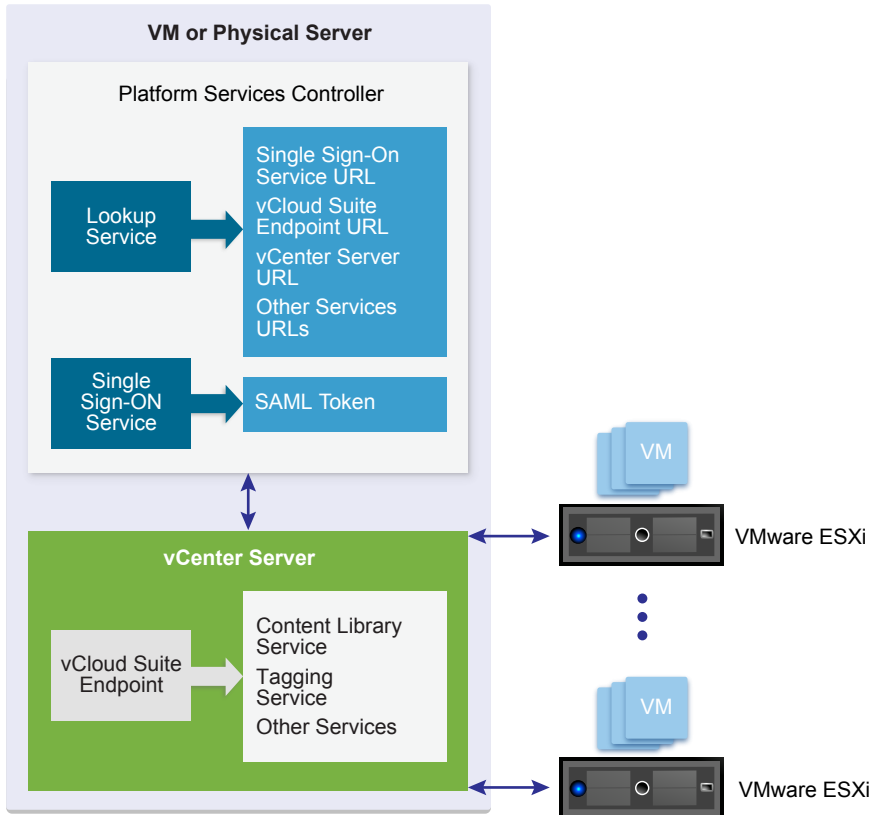 VM or Physical Server
Platform Services Controller
Lookup
Service
Single Sign-On
Service URL
vCloud Suite
Endpoint URL
vCenter Server
URL
Other Services
URLs
Single
Sign-ON
Service
SAML Token
VM
VMware ESXi
vCenter Server
vCloud Suite
Endpoint
Content Library
Service
Tagging
Service
Other Services
VM
VMware ESXi